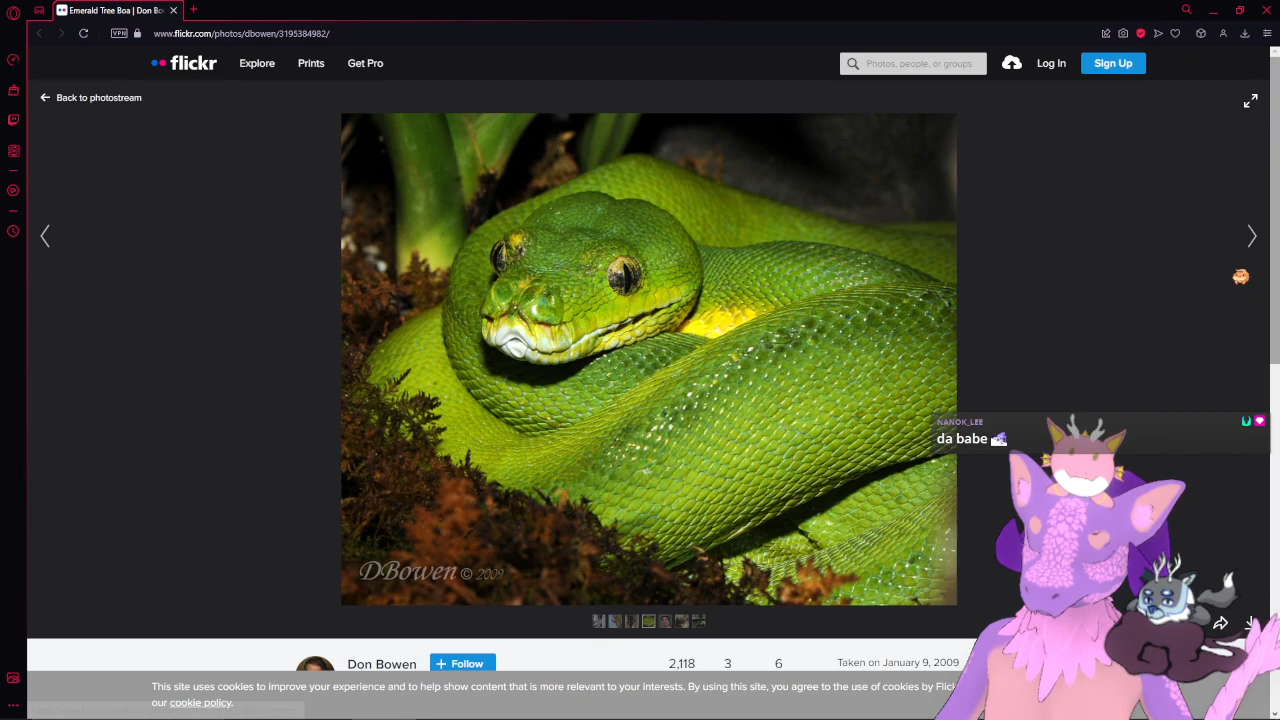 Emerald Tree Boa | Don Bo
VPN
www.flickr.com/photos/dbowen/3195384982/
flickr
Explore
Prints
Get Pro
Photos, people, or groups
Log In
Sign Up
Back to photostream
NANOK_LEE
da babe
DBowen © 2009
Don Bowen
+ Follow
2,118
3
6
Taken on January 9, 2009
This site uses cookies to improve your experience and to help show content that is more relevant to your interests. By using this site, you agree to the use of cookies by Flic
our cookie policy.